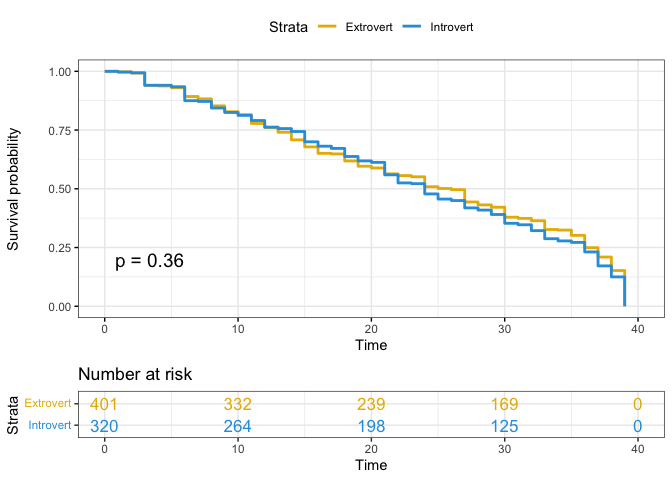 Strata Extrovert Introvert
Survival probability
1.00
0.75
0.50
0.25
0.00
p = 0.36
0 10 20 30 40
Time
Number at risk
Strata
Extrovert 401 332 239 169 0
Introvert 320 264 198 125 0
0 10 20 30 40
Time